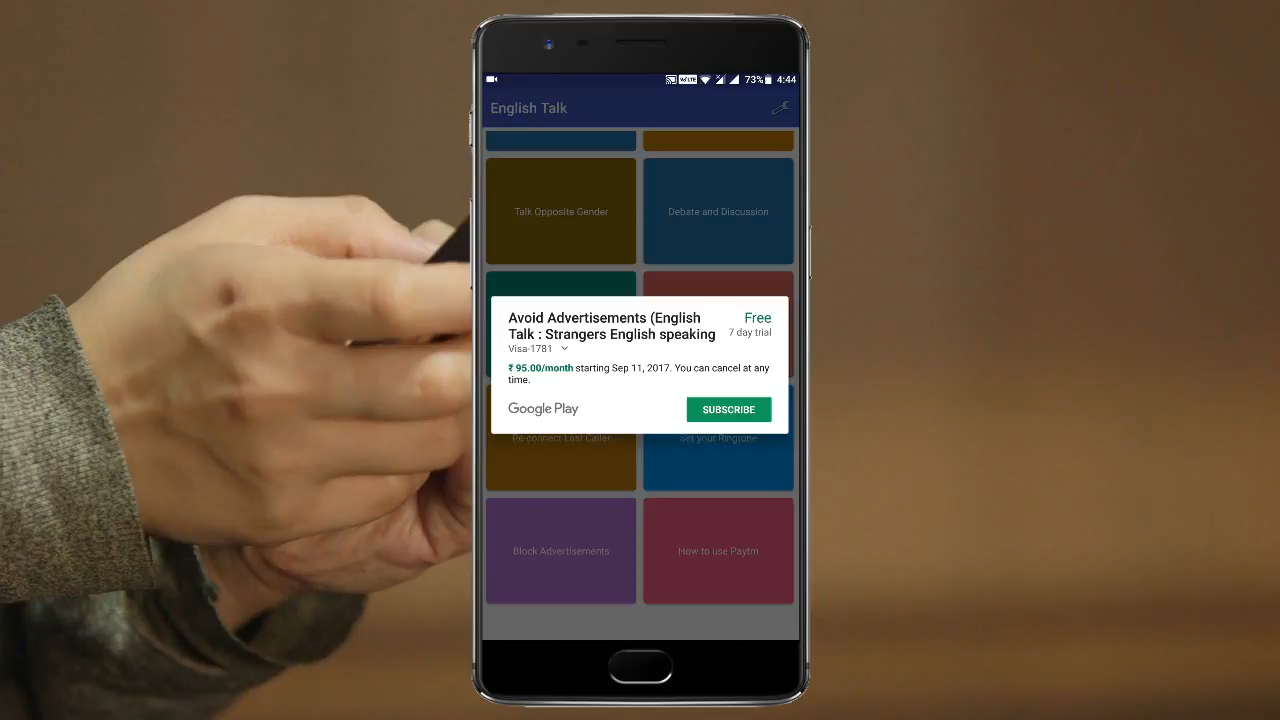 VoLTE 73% 4:44
English Talk
Talk Opposite Gender
Debate and Discussion
Avoid Advertisements (English
Talk : Strangers English speaking
Free
7 day trial
Visa-1781
₹ 95.00/month starting Sep 11, 2017. You can cancel at any
time.
Google Play
SUBSCRIBE
Re-connect Last Caller
Set your Ringtone
Block Advertisements
How to use Paytm